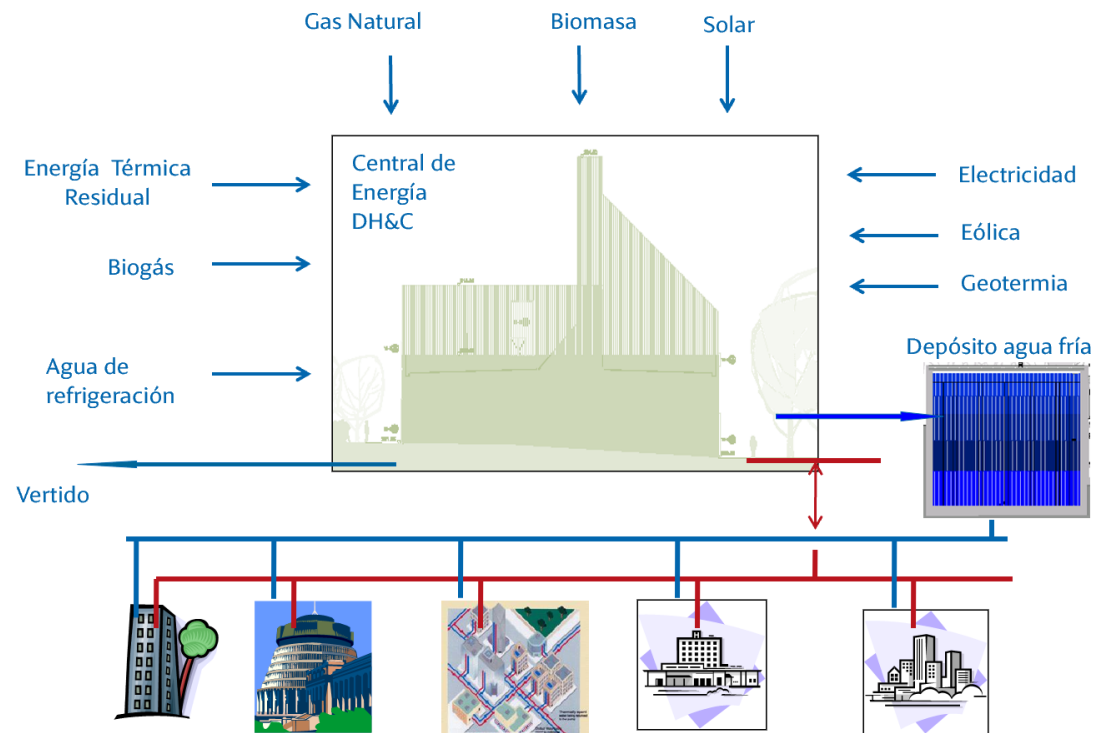 Gas Natural
Biomasa
Solar
Energía Térmica
Residual
Central de
Energía
DH&C
Electricidad
Eólica
Biogás
Geotermia
Depósito agua fría
Agua de
refrigeración
Vertido